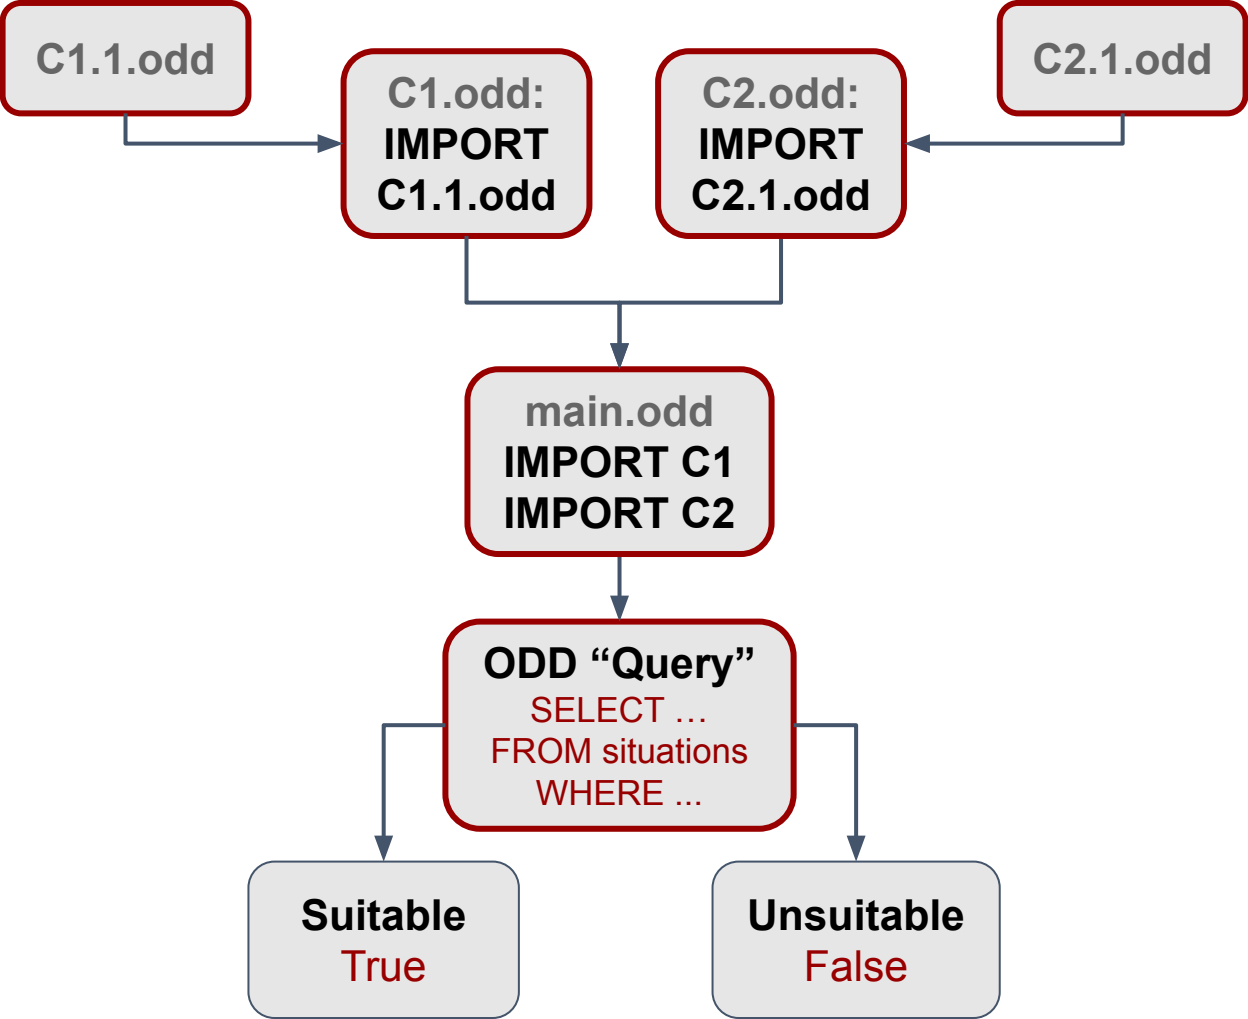 C1.1.odd
C1.odd:
IMPORT
C1.1.odd
C2.odd:
IMPORT
C2.1.odd
C2.1.odd
main.odd
IMPORT C1
IMPORT C2
ODD “Query”
SELECT …
FROM situations
WHERE ...
Suitable
True
Unsuitable
False